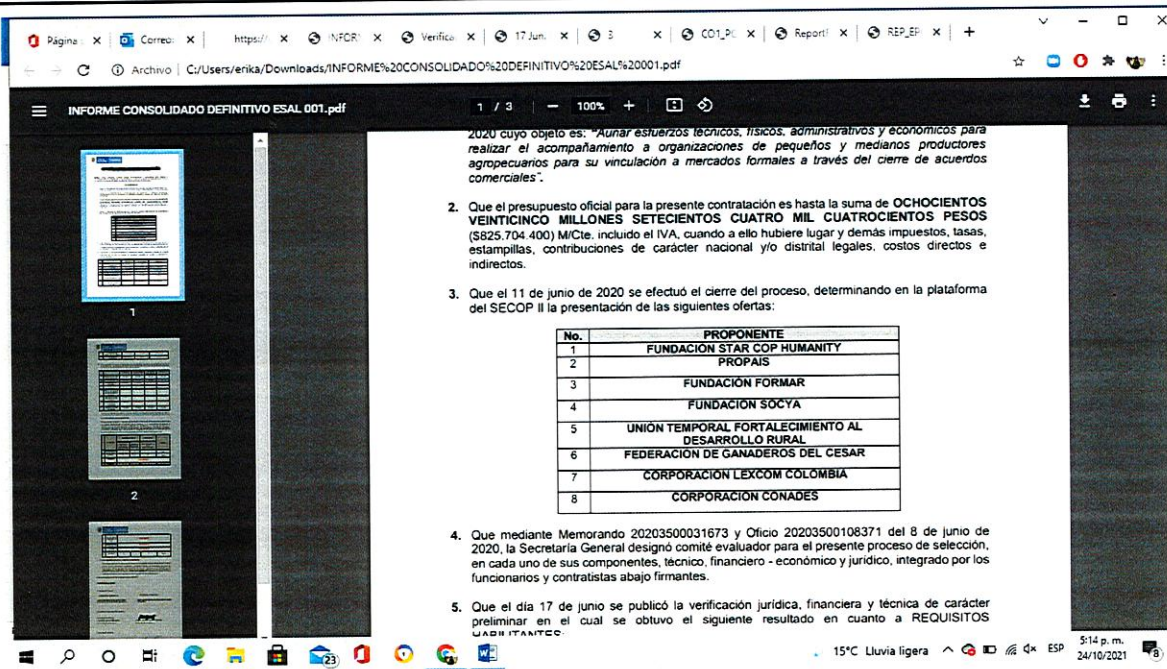 Página
Correo:
https://
INFOR
Verifica
17 Jun.
3
CO1_PC
Report
REP_EP
Archivo | C:/Users/erika/Downloads/INFORME%20CONSOLIDADO%20DEFINITIVO%20ESAL%20001.pdf
INFORME CONSOLIDADO DEFINITIVO ESAL 001.pdf
1 / 3
100%
2020 cuyo objeto es: "Aunar esfuerzos técnicos, físicos, administrativos y económicos para
realizar el acompañamiento a organizaciones de pequeños y medianos productores
agropecuarios para su vinculación a mercados formales a través del cierre de acuerdos
comerciales".
2. Que el presupuesto oficial para la presente contratación es hasta la suma de OCHOCIENTOS
VEINTICINCO MILLONES SETECIENTOS CUATRO MIL CUATROCIENTOS PESOS
($825.704.400) M/Cte. incluido el IVA, cuando a ello hubiere lugar y demás impuestos, tasas,
estampillas, contribuciones de carácter nacional y/o distrital legales, costos directos e
indirectos.
3. Que el 11 de junio de 2020 se efectuó el cierre del proceso, determinando en la plataforma
del SECOP II la presentación de las siguientes ofertas:
No. PROPONENTE
1 FUNDACIÓN STAR COP HUMANITY
2 PROPAIS
3 FUNDACIÓN FORMAR
4 FUNDACION SOCYA
5 UNIÓN TEMPORAL FORTALECIMIENTO AL
DESARROLLO RURAL
6 FEDERACIÓN DE GANADEROS DEL CESAR
7 CORPORACION LEXCOM COLOMBIA
8 CORPORACION CONADES
4. Que mediante Memorando 20203500031673 y Oficio 20203500108371 del 8 de junio de
2020, la Secretaría General designó comité evaluador para el presente proceso de selección,
en cada uno de sus componentes, técnico, financiero - económico y jurídico, integrado por los
funcionarios y contratistas abajo firmantes.
5. Que el día 17 de junio se publicó la verificación jurídica, financiera y técnica de carácter
preliminar en el cual se obtuvo el siguiente resultado en cuanto a REQUISITOS
HABILITANTES:
1
2
23
15°C Lluvia ligera
ESP
5:14 p. m.
24/10/2021
8